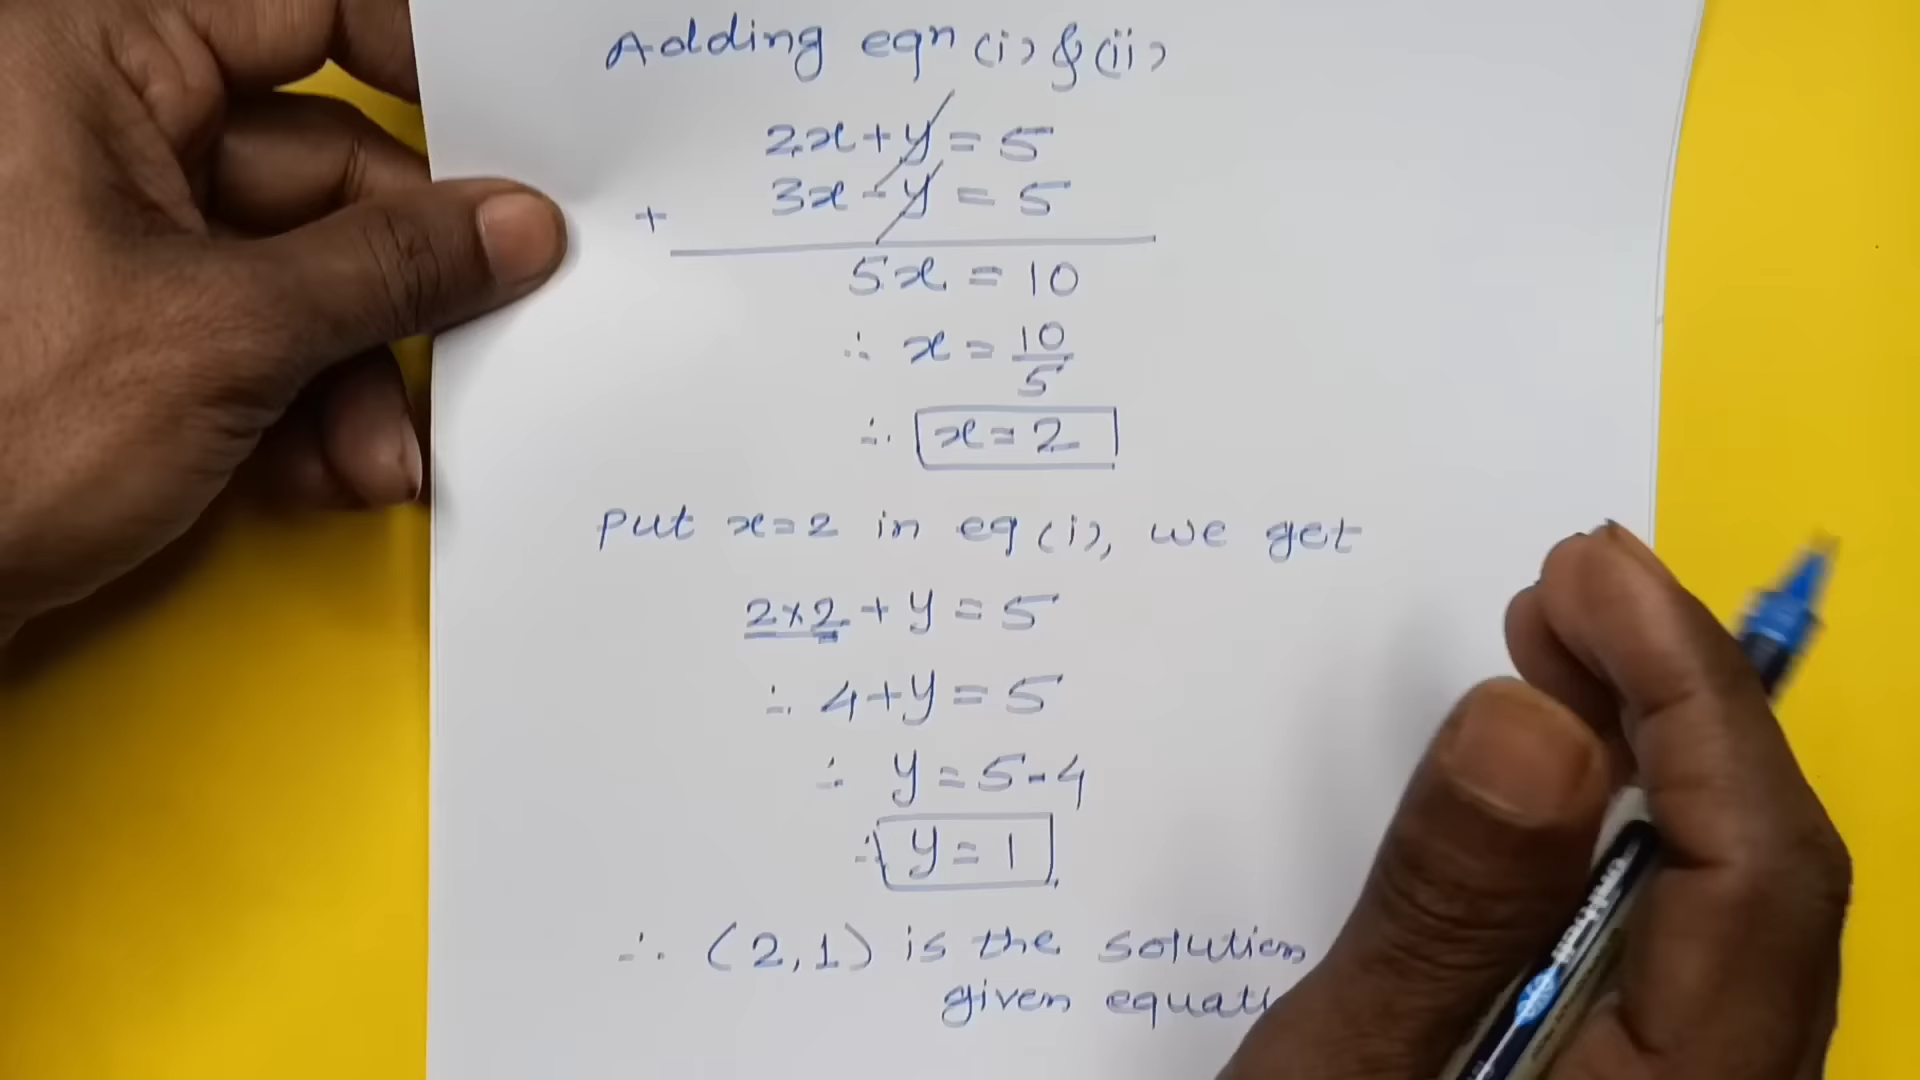 Adding eqn (i) & (ii)
2x + y = 5
+ 3x - y = 5
5x = 10
∴ x = 10/5
∴ x = 2
Put x=2 in eq (i), we get
2×2 + y = 5
∴ 4+y = 5
∴ y = 5-4
∴ y = 1
∴ (2,1) is the solution
given